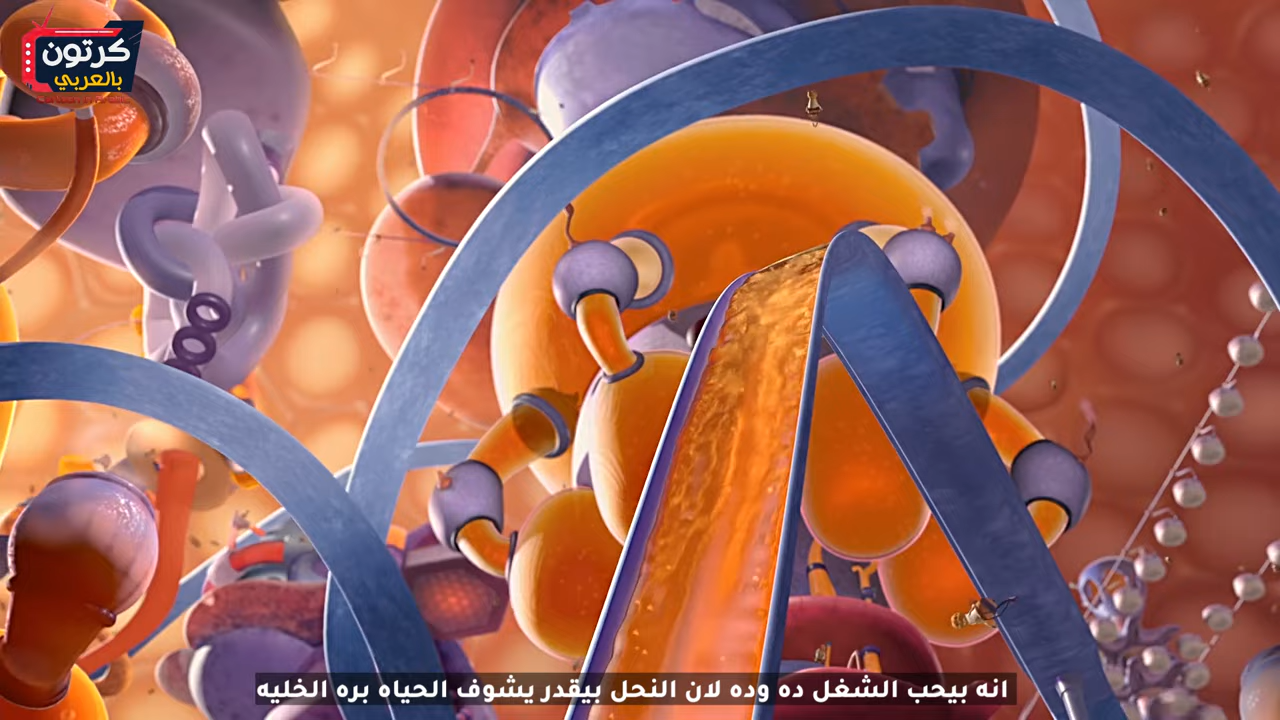 كرتون
بالعربي
انه بيحب الشغل ده وده لان النحل بيقدر يشوف الحياه بره الخليه